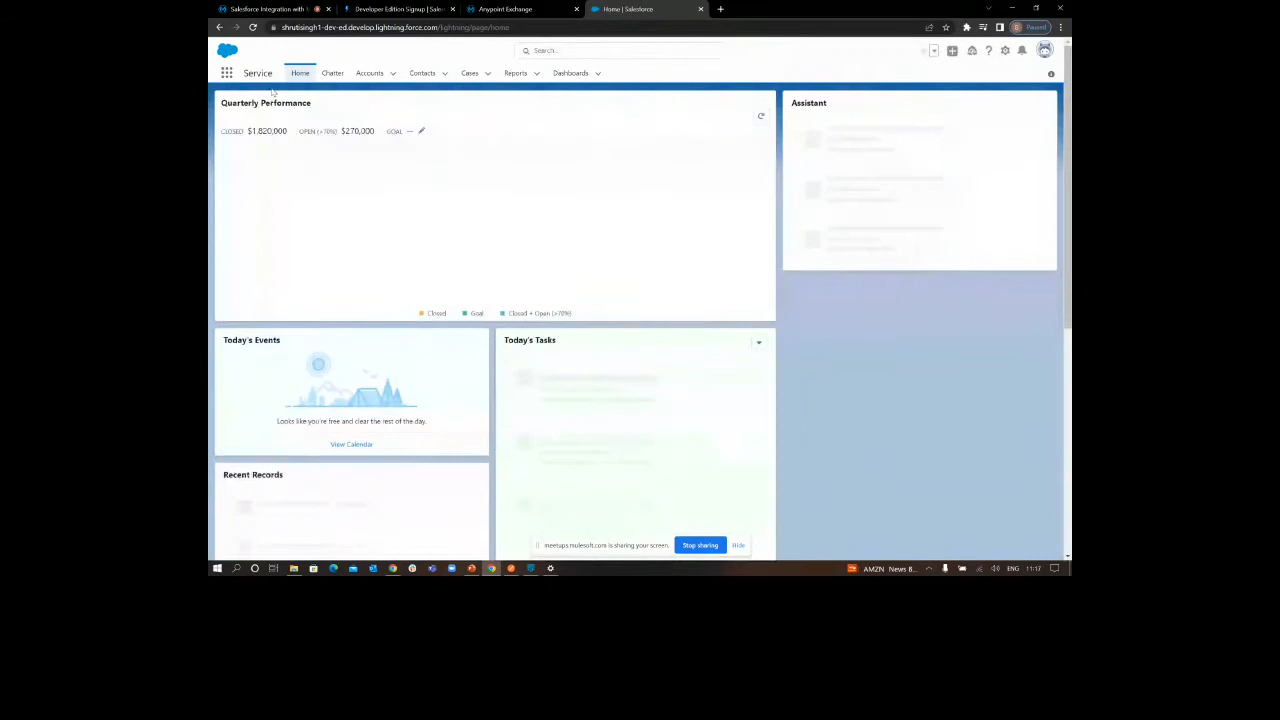 Salesforce Integration with
Developer Edition Signup | Sales
Anypoint Exchange
Home | Salesforce
shrutisingh1-dev-ed.develop.lightning.force.com/lightning/page/home
Paused
Search...
Service
Home
Chatter
Accounts
Contacts
Cases
Reports
Dashboards
Quarterly Performance
CLOSED $1,820,000 OPEN (>70%) $270,000 GOAL --
Closed
Goal
Closed + Open (>70%)
Assistant
Today's Events
Looks like you're free and clear the rest of the day.
View Calendar
Today's Tasks
Recent Records
meetups.mulesoft.com is sharing your screen.
Stop sharing
Hide
AMZN News B...
ENG
11:17